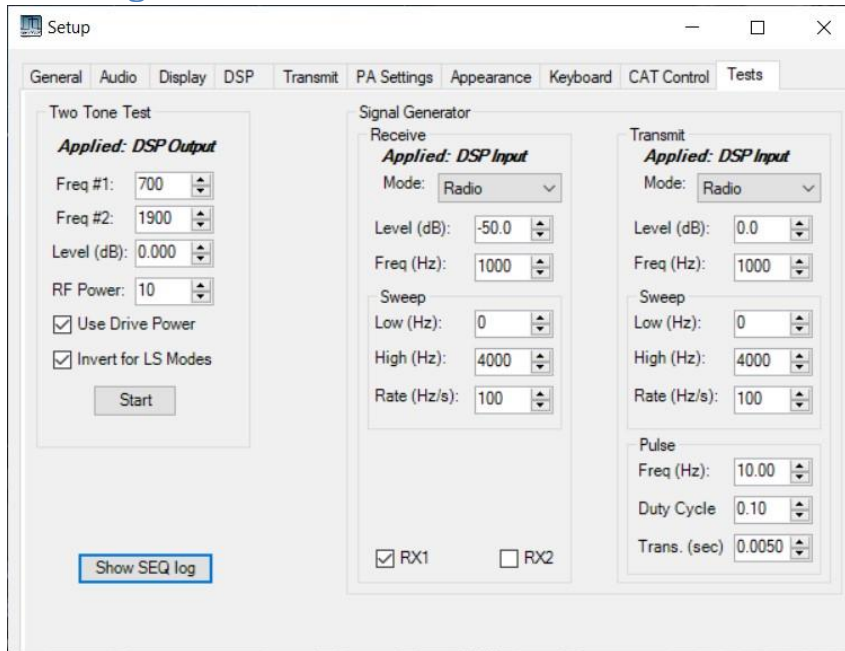 Setup
General Audio Display DSP Transmit PA Settings Appearance Keyboard CAT Control Tests
Two Tone Test
Applied: DSP Output
Freq #1: 700
Freq #2: 1900
Level (dB): 0.000
RF Power: 10
Use Drive Power
Invert for LS Modes
Start
Show SEQ log
Signal Generator
Receive
Applied: DSP Input
Mode: Radio
Level (dB): -50.0
Freq (Hz): 1000
Sweep
Low (Hz): 0
High (Hz): 4000
Rate (Hz/s): 100
RX1 RX2
Transmit
Applied: DSP Input
Mode: Radio
Level (dB): 0.0
Freq (Hz): 1000
Sweep
Low (Hz): 0
High (Hz): 4000
Rate (Hz/s): 100
Pulse
Freq (Hz): 10.00
Duty Cycle 0.10
Trans. (sec) 0.0050